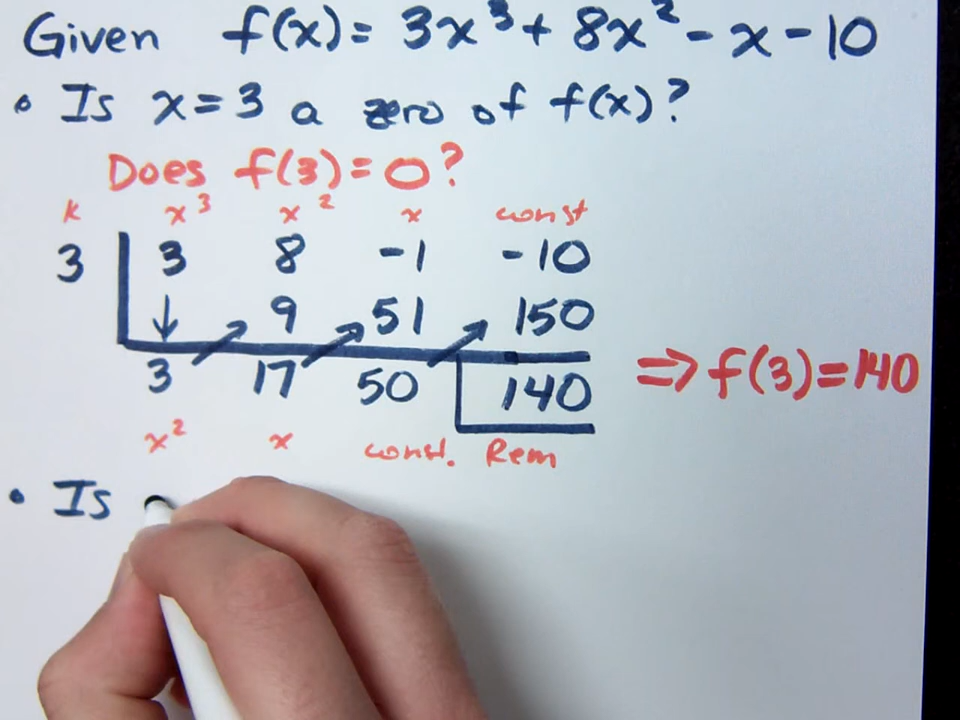 Given f(x) = 3x³ + 8x² - x - 10
• Is x = 3 a zero of f(x)?
Does f(3) = 0?
k x³ x² x const
3 3 8 -1 -10
↓ 9 51 150
3 17 50 140 ⇒ f(3) = 140
x² x const. Rem
• Is